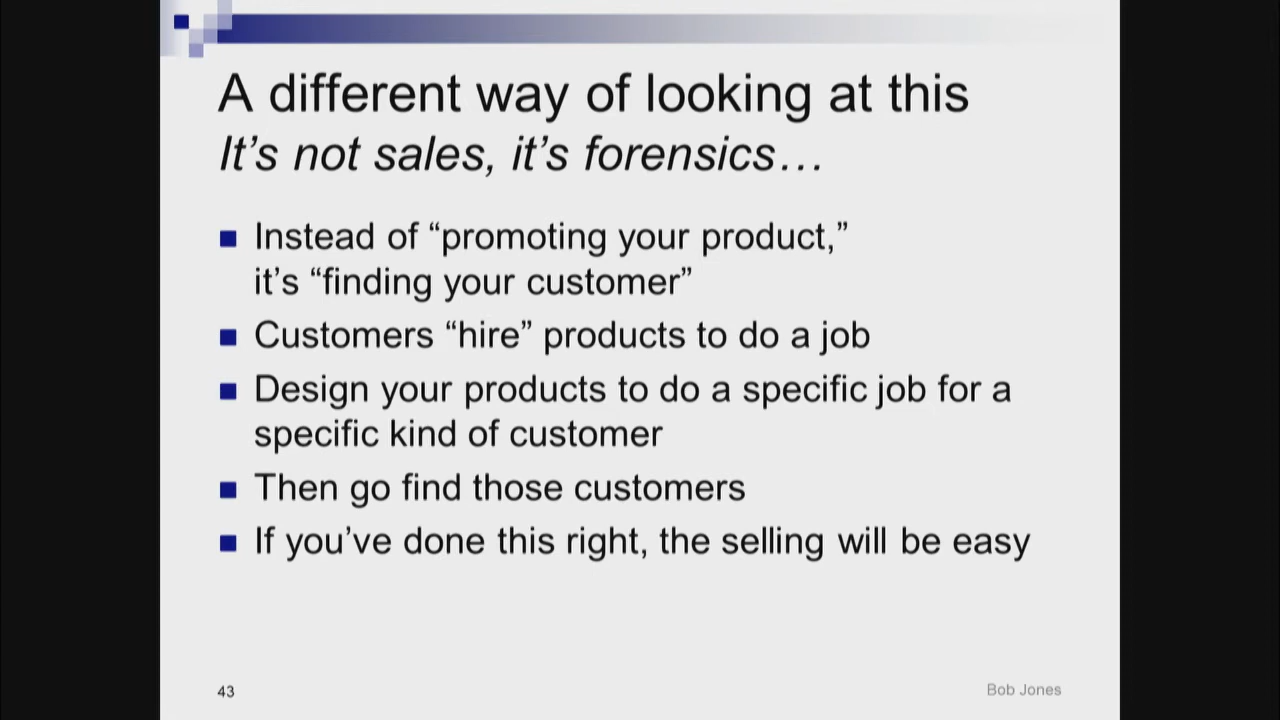 A different way of looking at this
It’s not sales, it’s forensics…
Instead of “promoting your product,”
it’s “finding your customer”
Customers “hire” products to do a job
Design your products to do a specific job for a
specific kind of customer
Then go find those customers
If you’ve done this right, the selling will be easy
43
Bob Jones